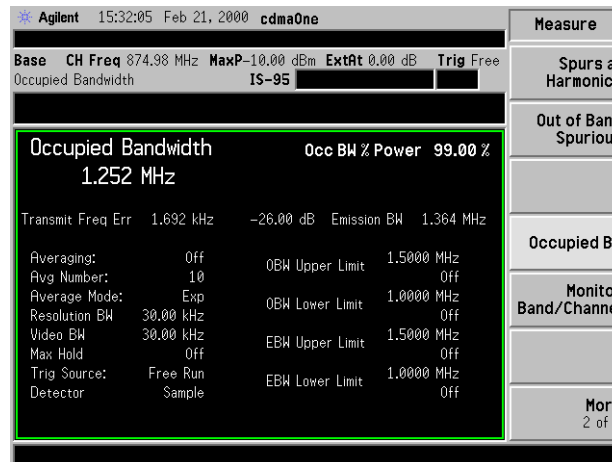 Agilent 15:32:05 Feb 21, 2000 cdmaOne
Measure
Base CH Freq 874.98 MHz MaxP-10.00 dBm ExtAt 0.00 dB Trig Free
Occupied Bandwidth IS-95
Spurs a
Harmonic
Out of Ban
Spuriou
Occupied Bandwidth
Occ BW % Power 99.00 %
1.252 MHz
Transmit Freq Err 1.692 kHz -26.00 dB Emission BW 1.364 MHz
Averaging: Off
Avg Number: 10
Average Mode: Exp
Resolution BW 30.00 kHz
Video BW 30.00 kHz
Max Hold Off
Trig Source: Free Run
Detector Sample
OBW Upper Limit 1.5000 MHz
Off
OBW Lower Limit 1.0000 MHz
Off
EBW Upper Limit 1.5000 MHz
Off
EBW Lower Limit 1.0000 MHz
Off
Occupied B
Monito
Band/Channe
Mor
2 of